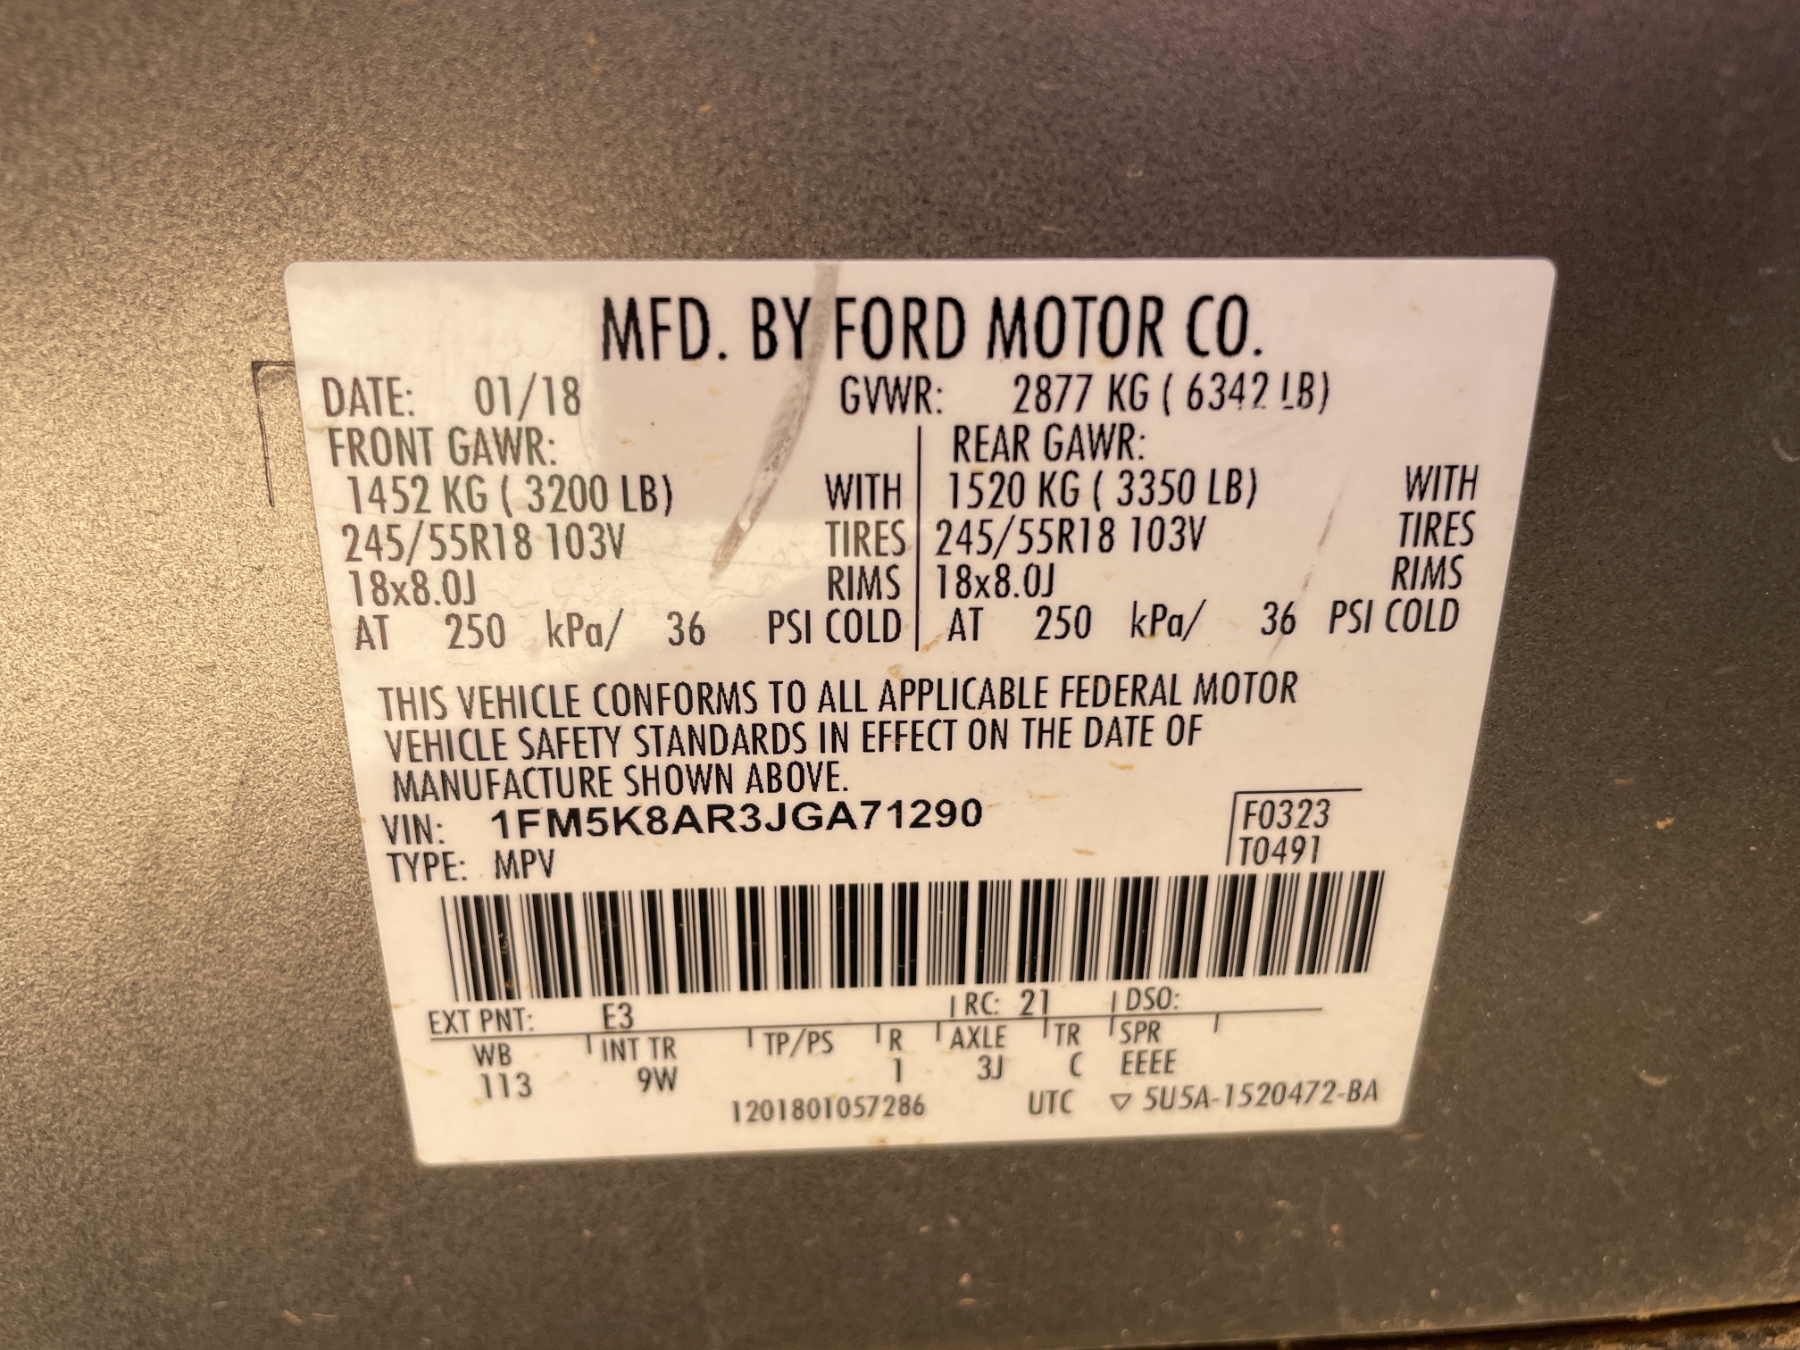 MFD. BY FORD MOTOR CO.
DATE: 01/18 GVWR: 2877 KG ( 6342 LB)
FRONT GAWR: REAR GAWR:
1452 KG ( 3200 LB) WITH 1520 KG ( 3350 LB) WITH
245/55R18 103V TIRES 245/55R18 103V TIRES
18x8.0J RIMS 18x8.0J RIMS
AT 250 kPa/ 36 PSI COLD AT 250 kPa/ 36 PSI COLD
THIS VEHICLE CONFORMS TO ALL APPLICABLE FEDERAL MOTOR
VEHICLE SAFETY STANDARDS IN EFFECT ON THE DATE OF
MANUFACTURE SHOWN ABOVE.
VIN: 1FM5K8AR3JGA71290 F0323
TYPE: MPV T0491
EXT PNT: E3 RC: 21 DSO:
WB INT TR TP/PS R AXLE TR SPR
113 9W 1 3J C EEEE
1201801057286 UTC ▽ 5U5A-1520472-BA